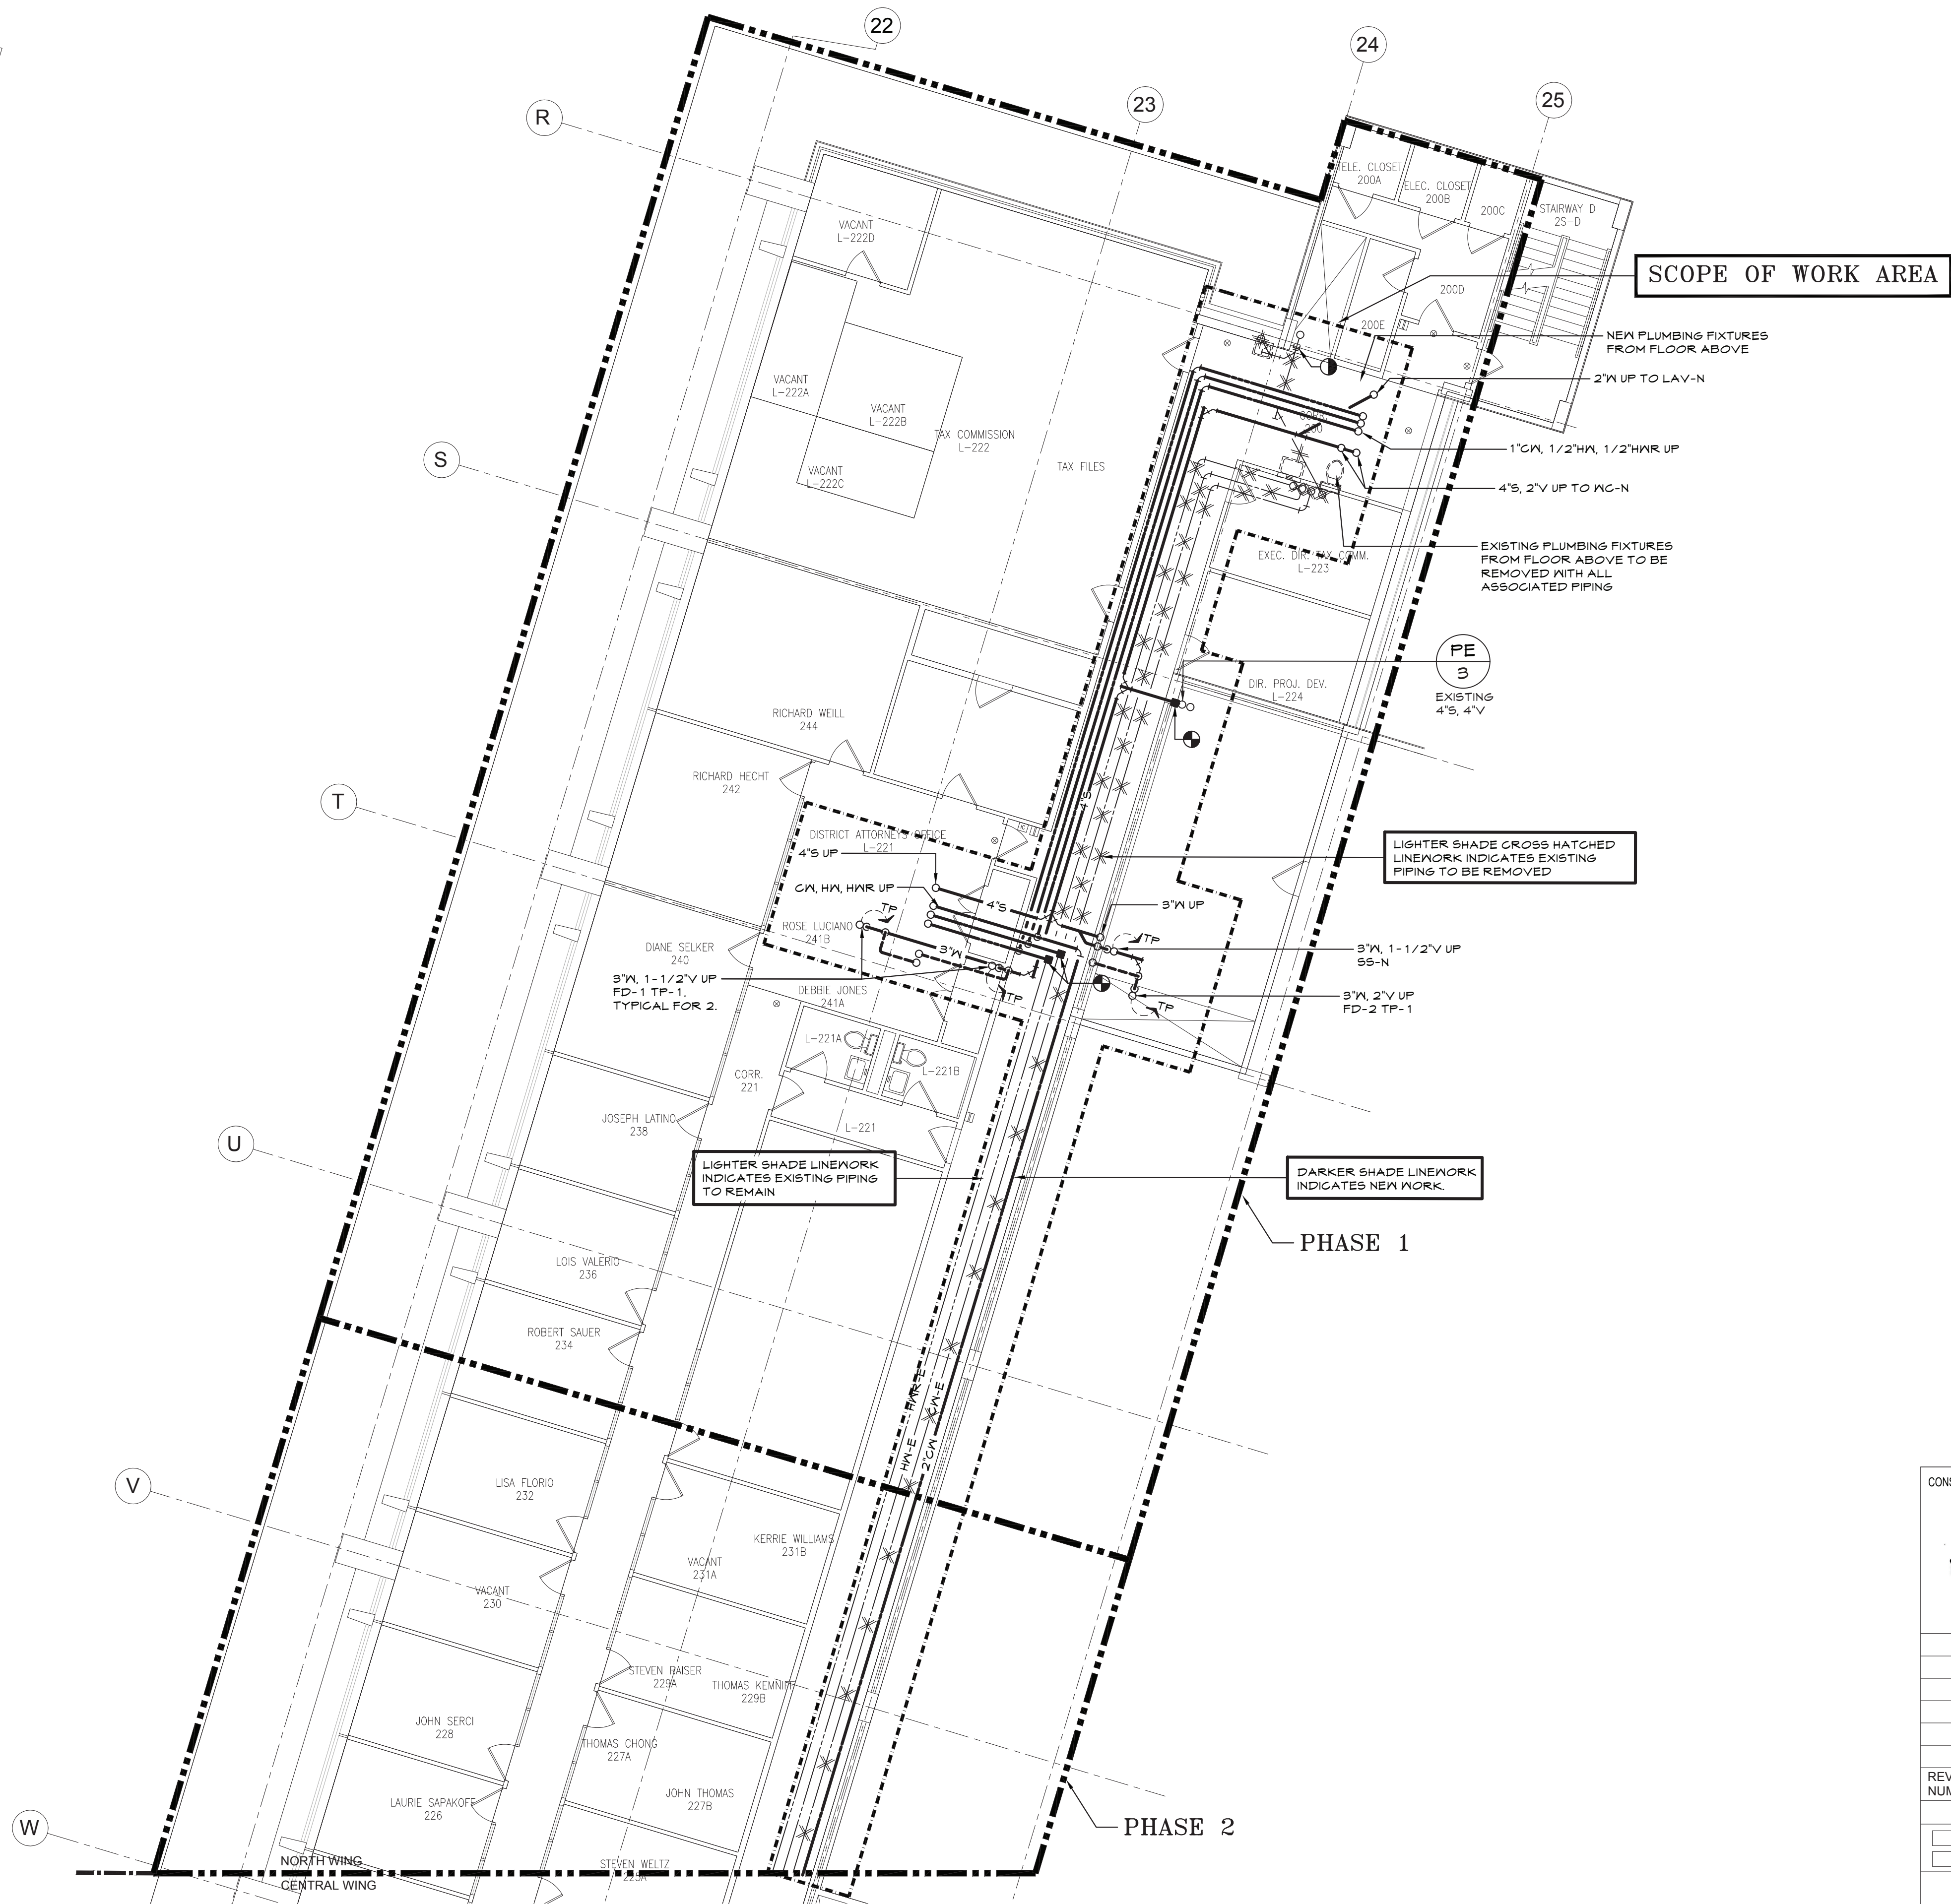 22
24
23
25
R
TELE. CLOSET
200A
ELEC. CLOSET
200B
200C
STAIRWAY D
2S-D
VACANT
L-222D
SCOPE OF WORK AREA
200D
200E
NEW PLUMBING FIXTURES
FROM FLOOR ABOVE
2"W UP TO LAV-N
VACANT
L-222A
VACANT
L-222B
TAX COMMISSION
L-222
CORR.
200
TAX FILES
1"CW, 1/2"HW, 1/2"HWR UP
S
VACANT
L-222C
4"S, 2"V UP TO WC-N
EXEC. DIR. TAX COMM.
L-223
EXISTING PLUMBING FIXTURES
FROM FLOOR ABOVE TO BE
REMOVED WITH ALL
ASSOCIATED PIPING
PE
3
EXISTING
4"S, 4"V
DIR. PROJ. DEV.
L-224
RICHARD WEILL
244
RICHARD HECHT
242
T
4"S
DISTRICT ATTORNEYS OFFICE
L-221
4"S UP
LIGHTER SHADE CROSS HATCHED
LINEWORK INDICATES EXISTING
PIPING TO BE REMOVED
CW, HW, HWR UP
4"S
3"W UP
TP
ROSE LUCIANO
241B
TP
DIANE SELKER
240
3"W
3"W, 1-1/2"V UP
SS-N
3"W, 1-1/2"V UP
FD-1 TP-1.
TYPICAL FOR 2.
DEBBIE JONES
241A
TP
TP
3"W, 2"V UP
FD-2 TP-1
L-221A
L-221B
CORR.
221
JOSEPH LATINO
238
L-221
U
LIGHTER SHADE LINEWORK
INDICATES EXISTING PIPING
TO REMAIN
DARKER SHADE LINEWORK
INDICATES NEW WORK.
PHASE 1
LOIS VALERIO
236
ROBERT SAUER
234
HW-E
HWR-E
2"CW
CW-E
V
LISA FLORIO
232
KERRIE WILLIAMS
231B
VACANT
231A
VACANT
230
STEVEN RAISER
229A
THOMAS KEMNIFF
229B
JOHN SERCI
228
THOMAS CHONG
227A
JOHN THOMAS
227B
LAURIE SAPAKOFF
226
W
PHASE 2
NORTH WING
CENTRAL WING
STEVEN WELTZ
225A
CONS
REV
NUM